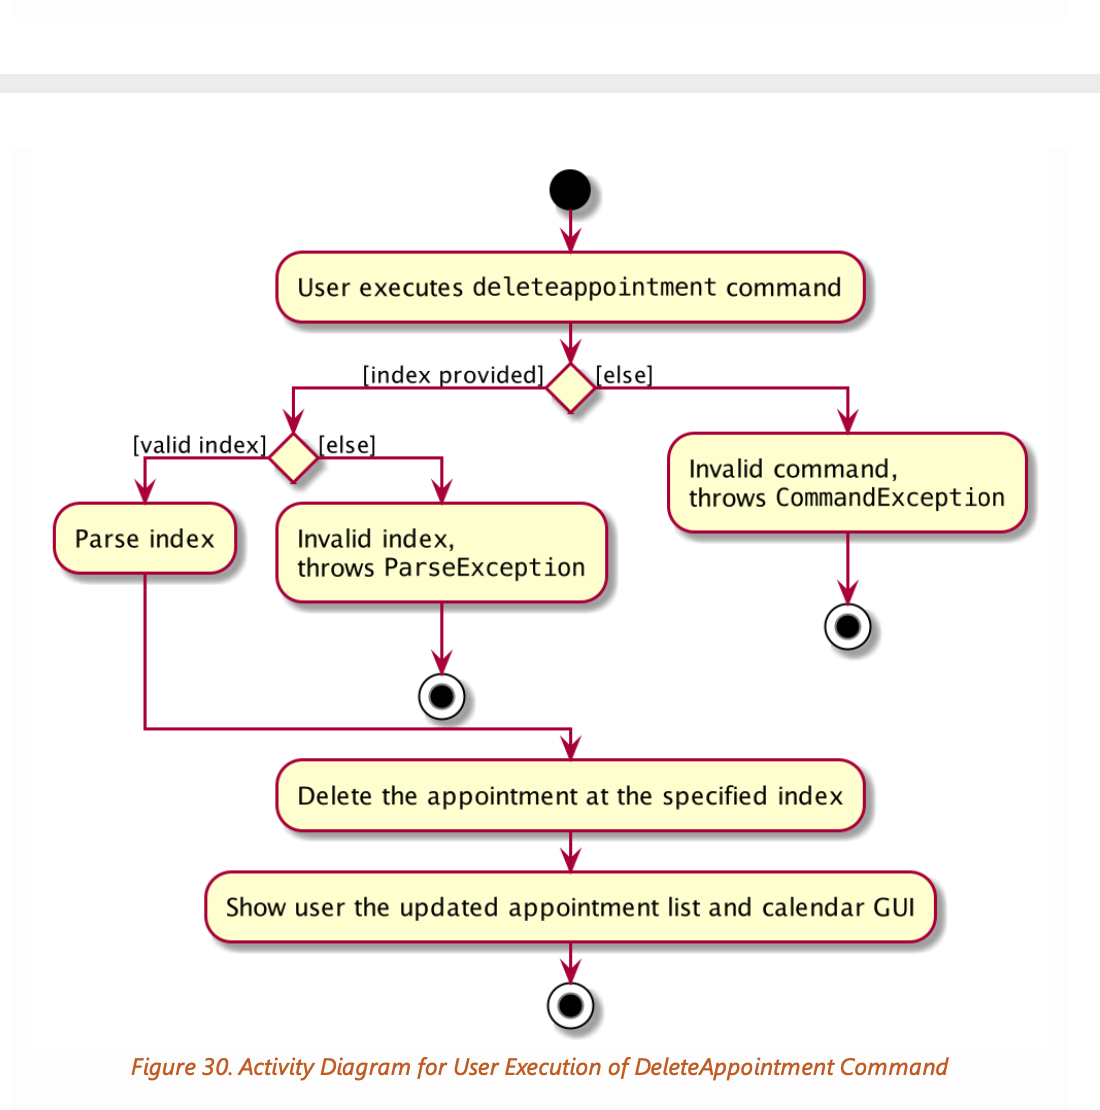 User executes deleteappointment command
[index provided]
[else]
[valid index]
[else]
Invalid command,
throws CommandException
Parse index
Invalid index,
throws ParseException
Delete the appointment at the specified index
Show user the updated appointment list and calendar GUI
Figure 30. Activity Diagram for User Execution of DeleteAppointment Command